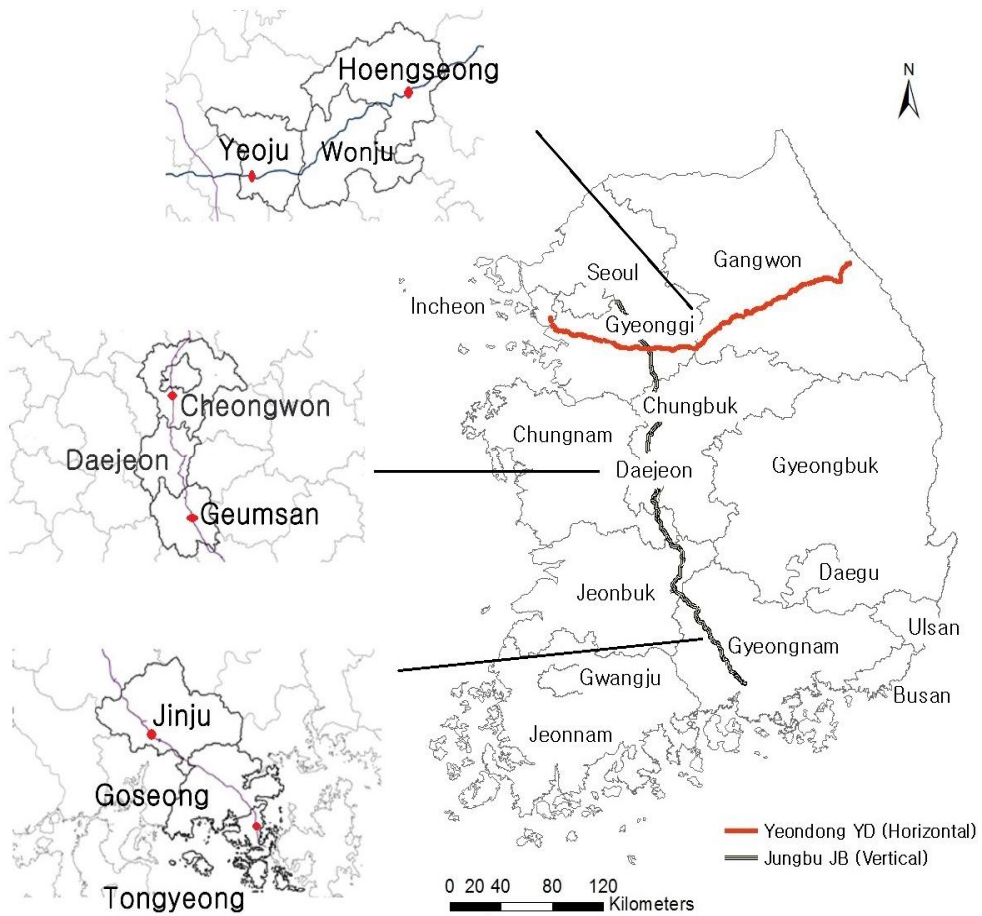 Hoengseong
Yeoju
Wonju
N
Gangwon
Seoul
Incheon
Gyeonggi
Cheongwon
Daejeon
Geumsan
Chungbuk
Chungnam
Daejeon
Gyeongbuk
Daegu
Jeonbuk
Ulsan
Gyeongnam
Gwangju
Busan
Jeonnam
Jinju
Goseong
Tongyeong
Yeondong YD (Horizontal)
Jungbu JB (Vertical)
0 20 40 80 120
Kilometers